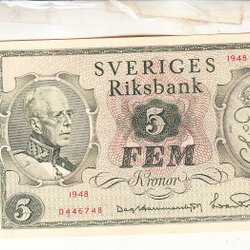 1948
SVERIGES
Riksbank
5
FEM
Kronor
1948
5
D446748